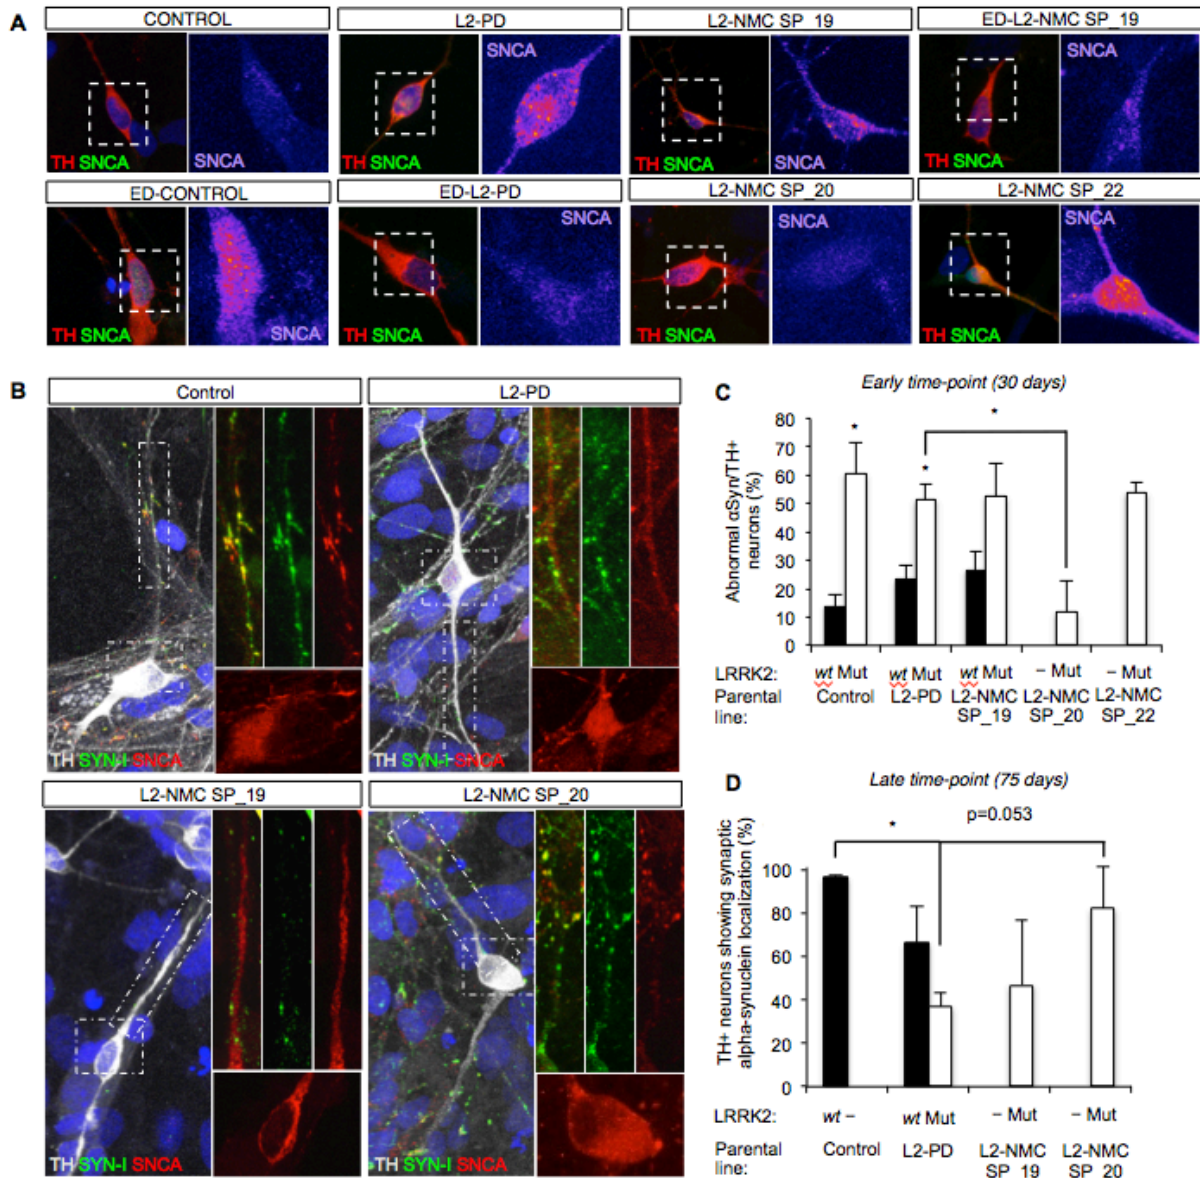 A
CONTROL
L2-PD
L2-NMC SP_19
ED-L2-NMC SP_19
TH SNCA
SNCA
TH SNCA
SNCA
TH SNCA
SNCA
TH SNCA
SNCA
ED-CONTROL
ED-L2-PD
L2-NMC SP_20
L2-NMC SP_22
TH SNCA
SNCA
TH SNCA
SNCA
TH SNCA
SNCA
TH SNCA
SNCA
B
Control
L2-PD
TH SYN-I SNCA
TH SYN-I SNCA
L2-NMC SP_19
L2-NMC SP_20
TH SYN-I SNCA
TH SYN-I SNCA
C
Early time-point (30 days)
Abnormal αSyn/TH+
neurons (%)
80
70
60
50
40
30
20
10
0
*
*
*
LRRK2: wt Mut wt Mut wt Mut – Mut – Mut
Parental line:
Control
L2-PD
L2-NMC SP_19
L2-NMC SP_20
L2-NMC SP_22
D
Late time-point (75 days)
p=0.053
*
TH+ neurons showing synaptic
alpha-synuclein localization (%)
100
80
60
40
20
0
LRRK2: wt – wt Mut – Mut – Mut
Parental line:
Control
L2-PD
L2-NMC SP_19
L2-NMC SP_20